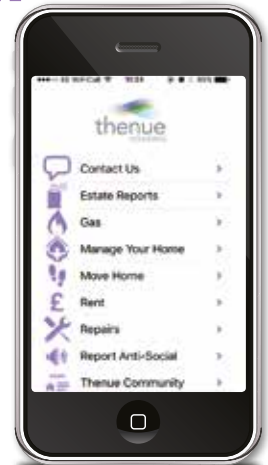 thenue
Contact Us
Estate Reports
Gas
Manage Your Home
Move Home
Rent
Repairs
Report Anti-Social
Thenue Community